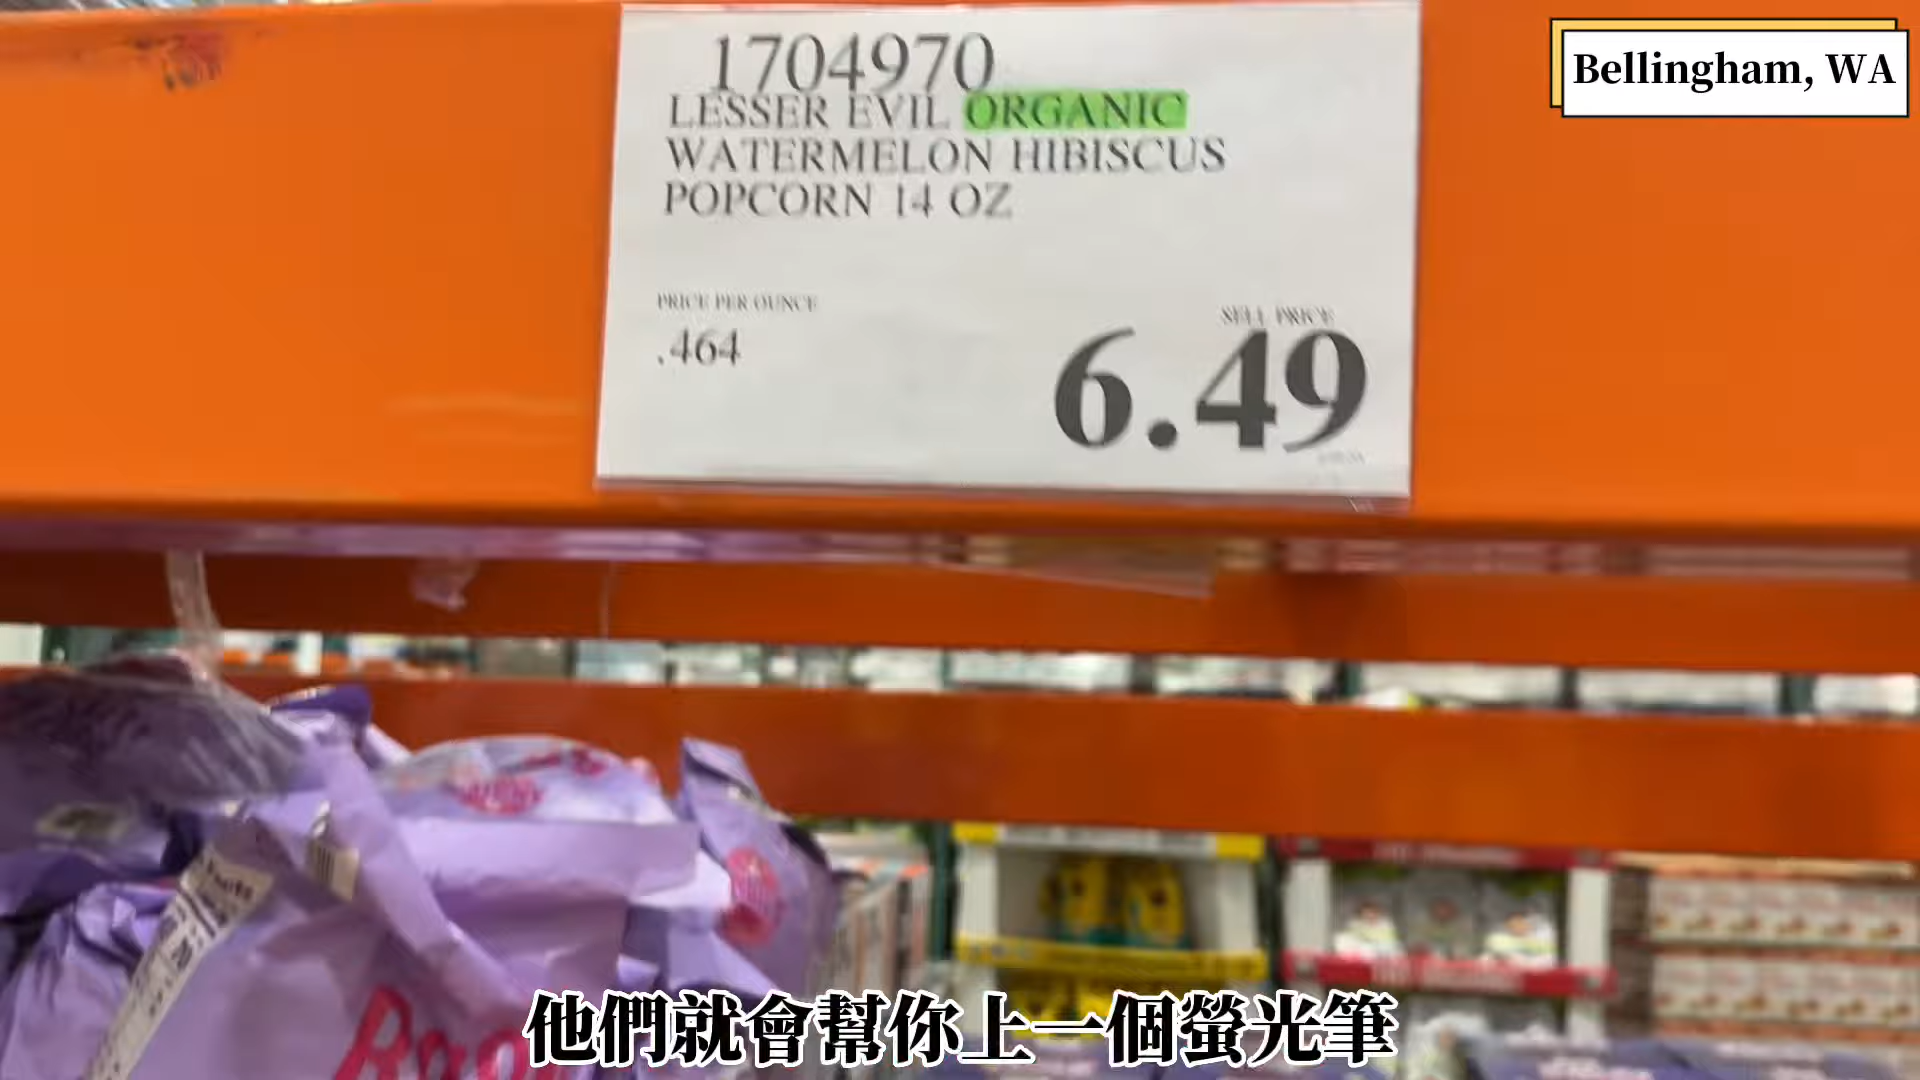 Bellingham, WA
1704970
LESSER EVIL ORGANIC
WATERMELON HIBISCUS
POPCORN 14 OZ
PRICE PER OUNCE
.464
SELL PRICE
6.49
他們就會幫你上一個螢光筆